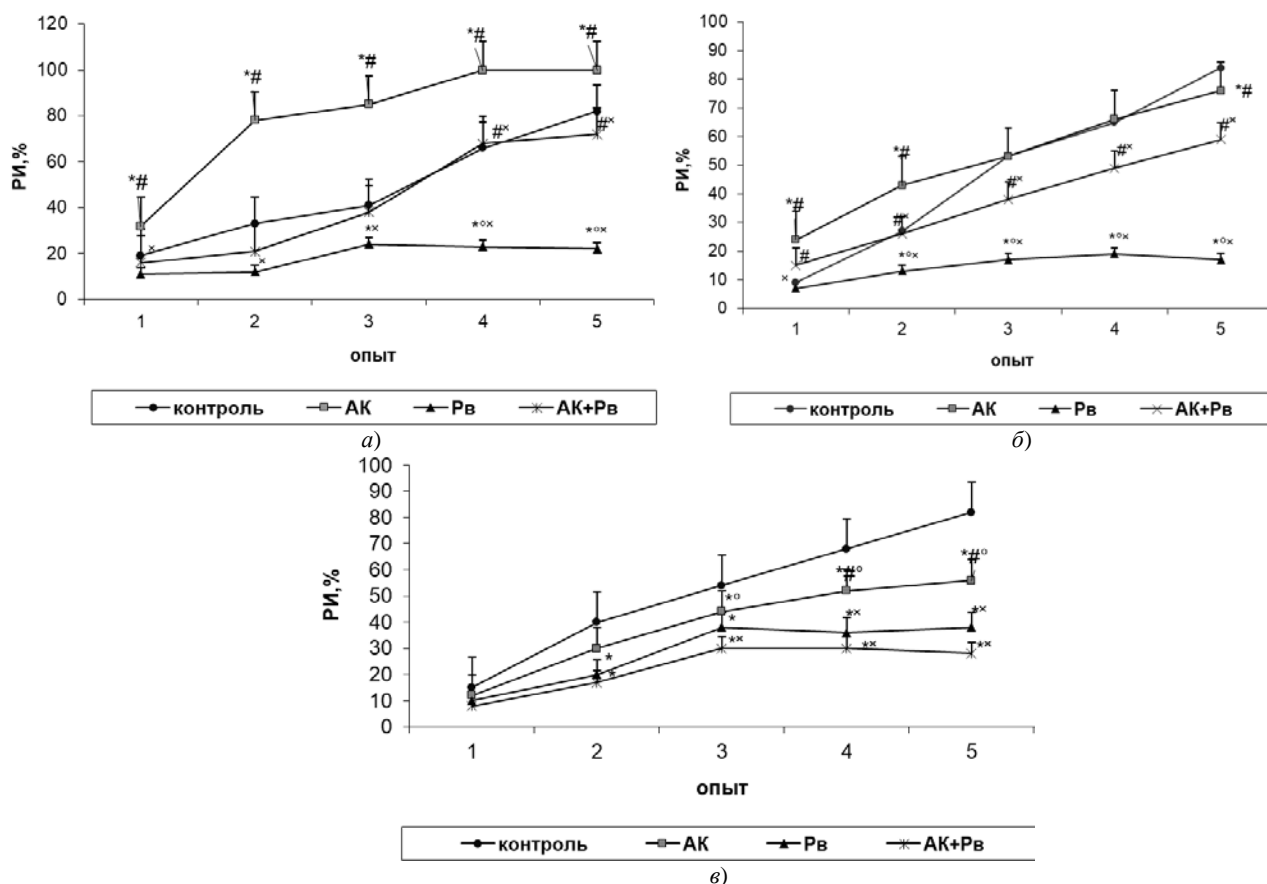 120
100
80
60
40
20
0
РИ,%
*# *# *# *# *#
× × *× #× *°× #× *°×
1 2 3 4 5
опыт
контроль АК Рв АК+Рв
а)
100
90
80
70
60
50
40
30
20
10
0
РИ,%
*# *# *#
× # #× *°× #× *°× #× *°× #× *°×
1 2 3 4 5
опыт
контроль АК Рв АК+Рв
б)
100
90
80
70
60
50
40
30
20
10
0
РИ,%
*#°
*° *×
* * *× *×
* *× *×
1 2 3 4 5
опыт
контроль АК Рв АК+Рв
в)